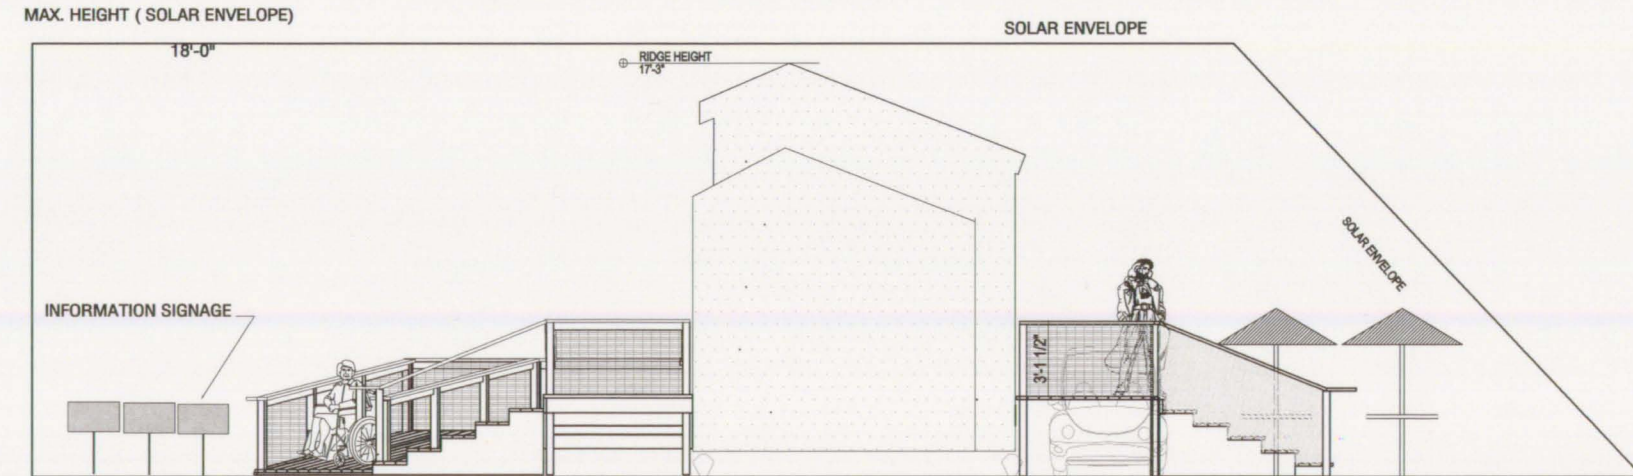 MAX. HEIGHT ( SOLAR ENVELOPE)
18'-0"
SOLAR ENVELOPE
RIDGE HEIGHT
17'-3"
SOLAR ENVELOPE
INFORMATION SIGNAGE
3'-1 1/2"